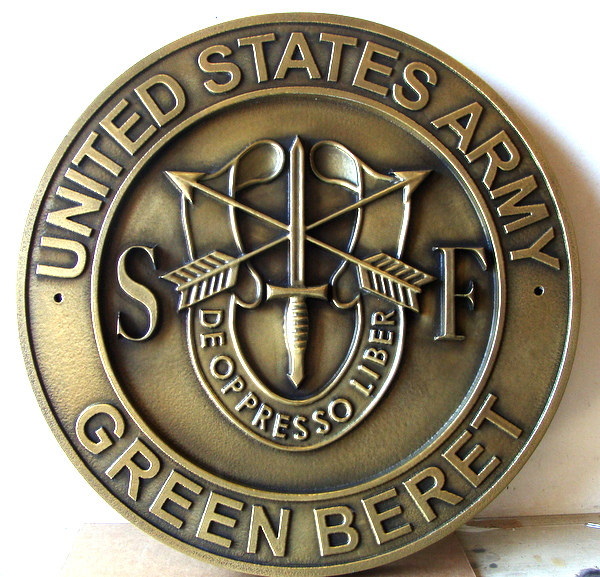 UNITED STATES ARMY
S F
DE OPPRESSO LIBER
GREEN BERET